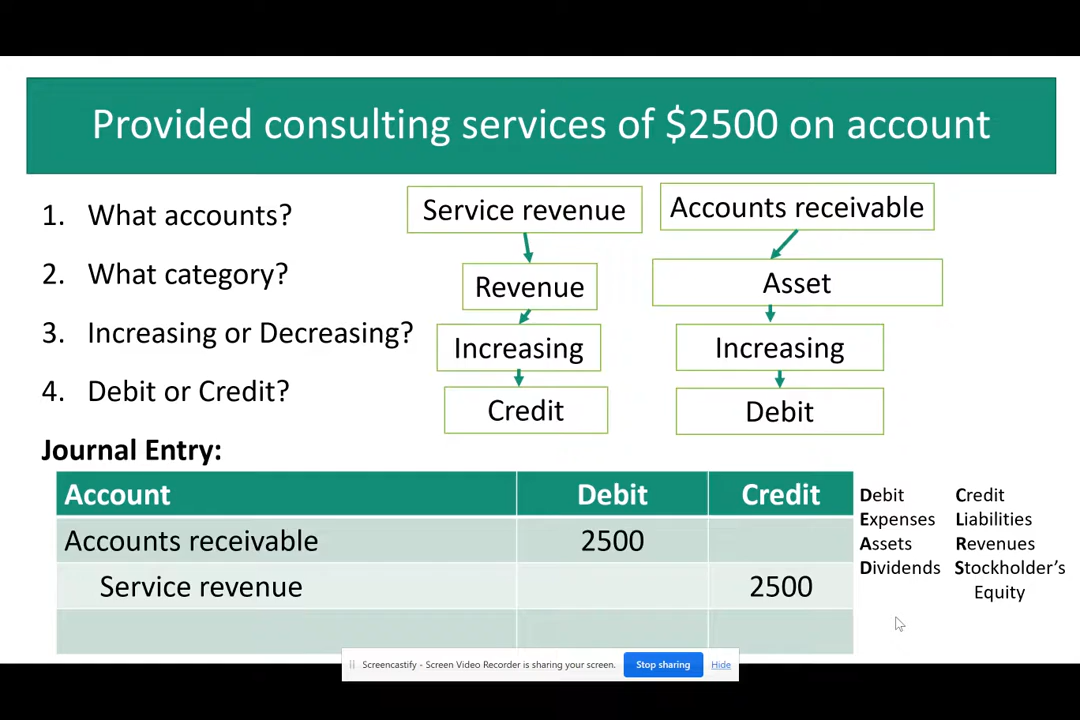 Provided consulting services of $2500 on account
1. What accounts?
Service revenue
Accounts receivable
2. What category?
Revenue
Asset
3. Increasing or Decreasing?
Increasing
Increasing
4. Debit or Credit?
Credit
Debit
Journal Entry:
Account Debit Credit
Accounts receivable 2500
Service revenue 2500
Debit Credit
Expenses Liabilities
Assets Revenues
Dividends Stockholder's
Equity
Screencastify - Screen Video Recorder is sharing your screen. Stop sharing Hide